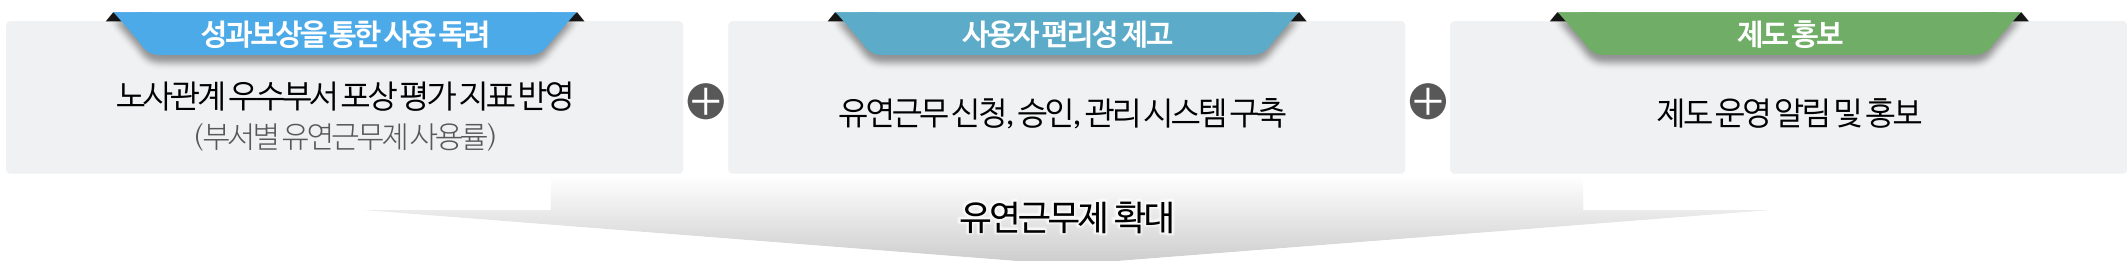 성과보상을 통한 사용 독려
노사관계 우수부서 포상 평가 지표 반영
(부서별 유연근무제 사용률)
사용자 편리성 제고
유연근무 신청, 승인, 관리 시스템 구축
제도 홍보
제도 운영 알림 및 홍보
유연근무제 확대